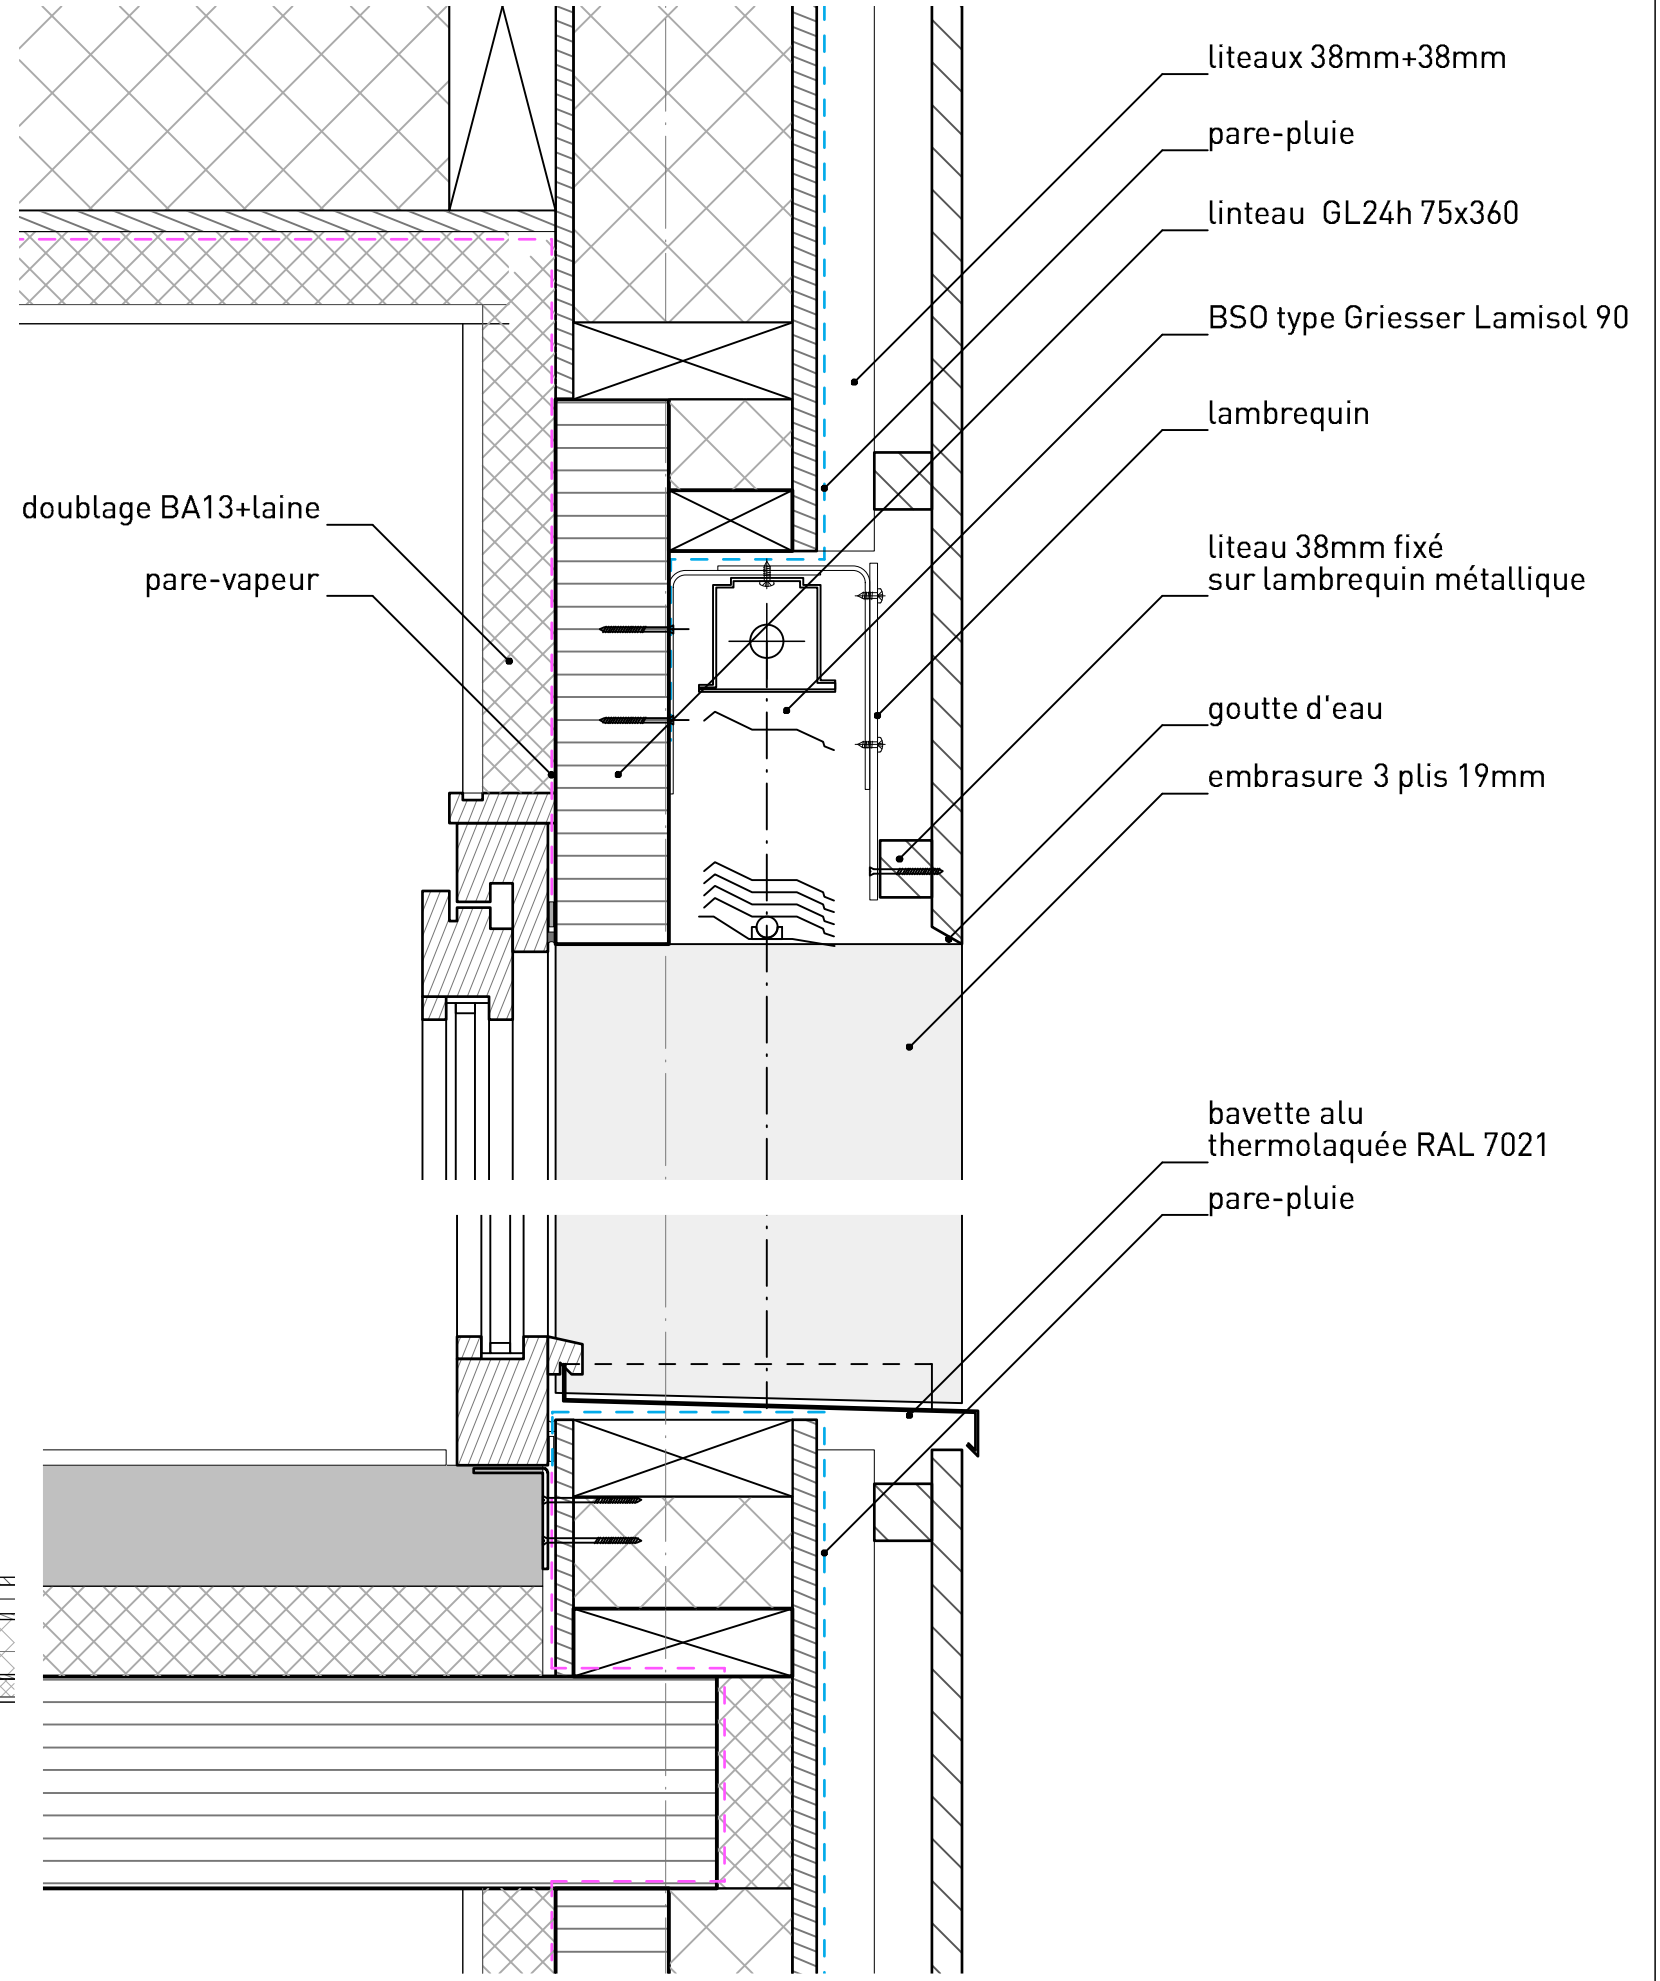 liteaux 38mm+38mm
pare-pluie
linteau  GL24h 75x360
BSO type Griesser Lamisol 90
lambrequin
doublage BA13+laine
liteau 38mm fixé
sur lambrequin métallique
pare-vapeur
goutte d'eau
embrasure 3 plis 19mm
bavette alu
thermolaquée RAL 7021
pare-pluie